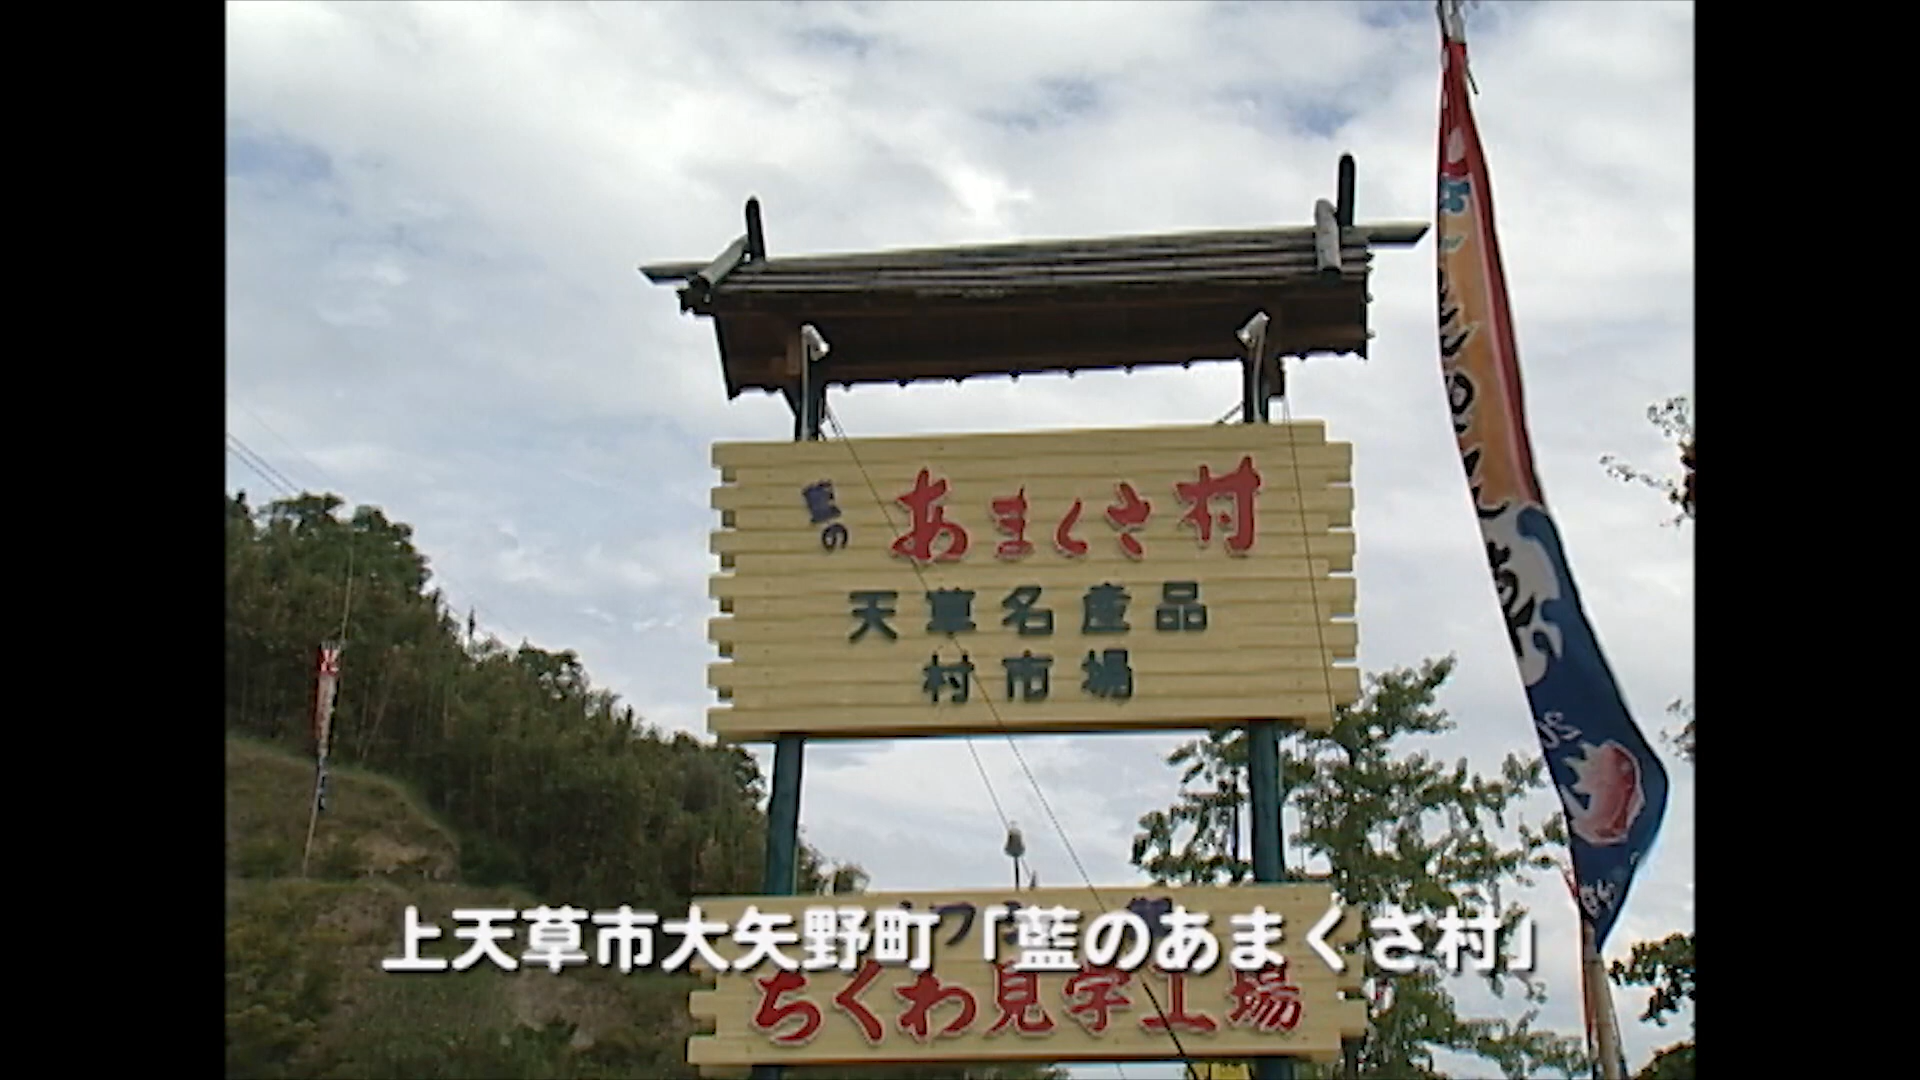 藍の あまくさ村
天草名産品
村市場
上天草市大矢野町「藍のあまくさ村」
ちくわ見学工場